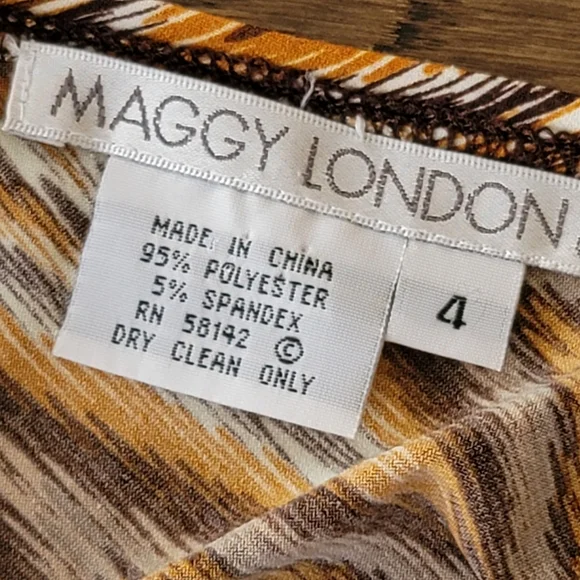 MAGGY LONDON
MADE IN CHINA
95% POLYESTER
5% SPANDEX
RN 58142 ©
DRY CLEAN ONLY
4